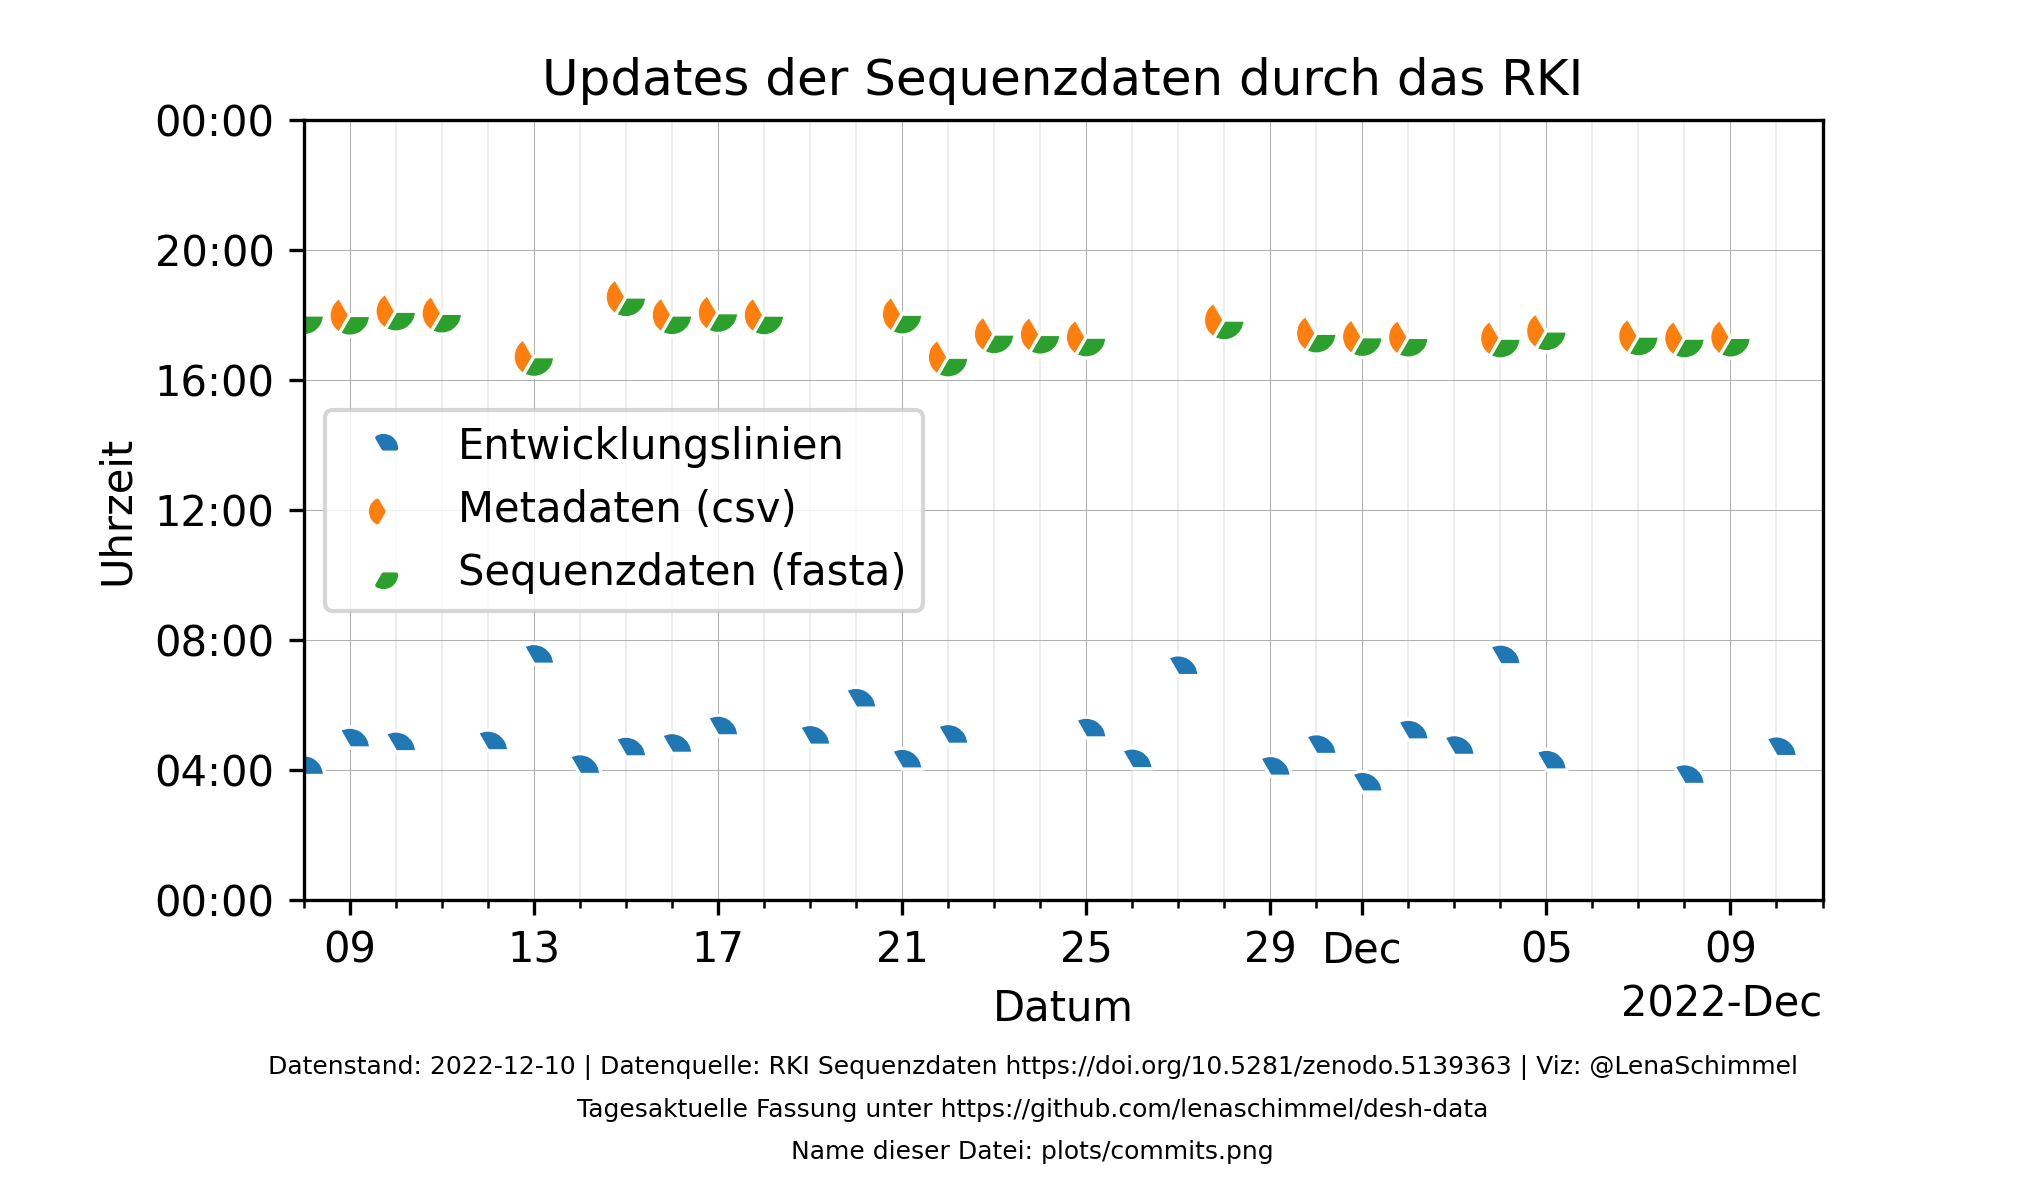 Updates der Sequenzdaten durch das RKI
00:00
20:00
16:00
12:00
08:00
04:00
00:00
Uhrzeit
Entwicklungslinien
Metadaten (csv)
Sequenzdaten (fasta)
09 13 17 21 25 29 Dec 05 09
Datum
2022-Dec
Datenstand: 2022-12-10 | Datenquelle: RKI Sequenzdaten https://doi.org/10.5281/zenodo.5139363 | Viz: @LenaSchimmel
Tagesaktuelle Fassung unter https://github.com/lenaschimmel/desh-data
Name dieser Datei: plots/commits.png